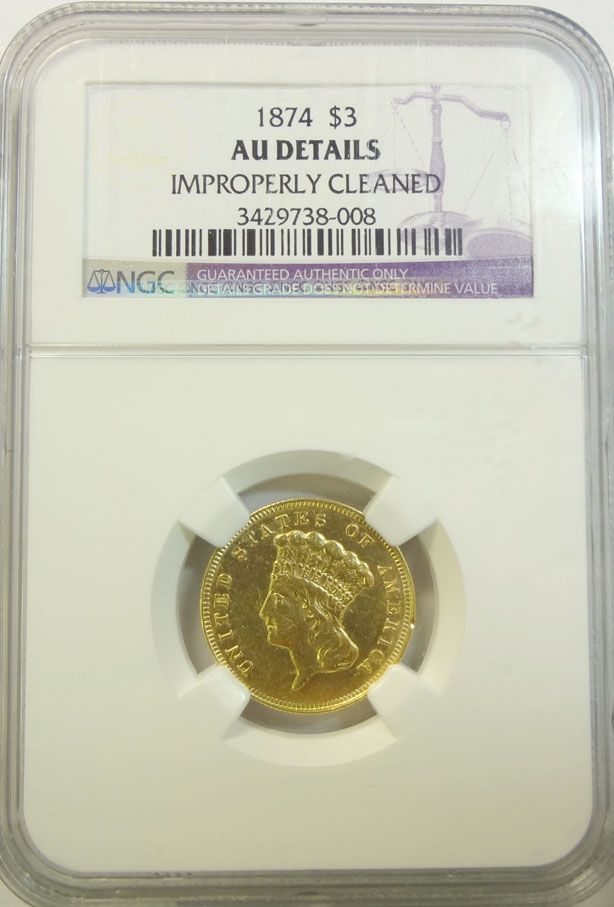 1874 $3
AU DETAILS
IMPROPERLY CLEANED
3429738-008
NGC
GUARANTEED AUTHENTIC ONLY
DETAILS GRADE DOES NOT DETERMINE VALUE
UNITED STATES OF AMERICA